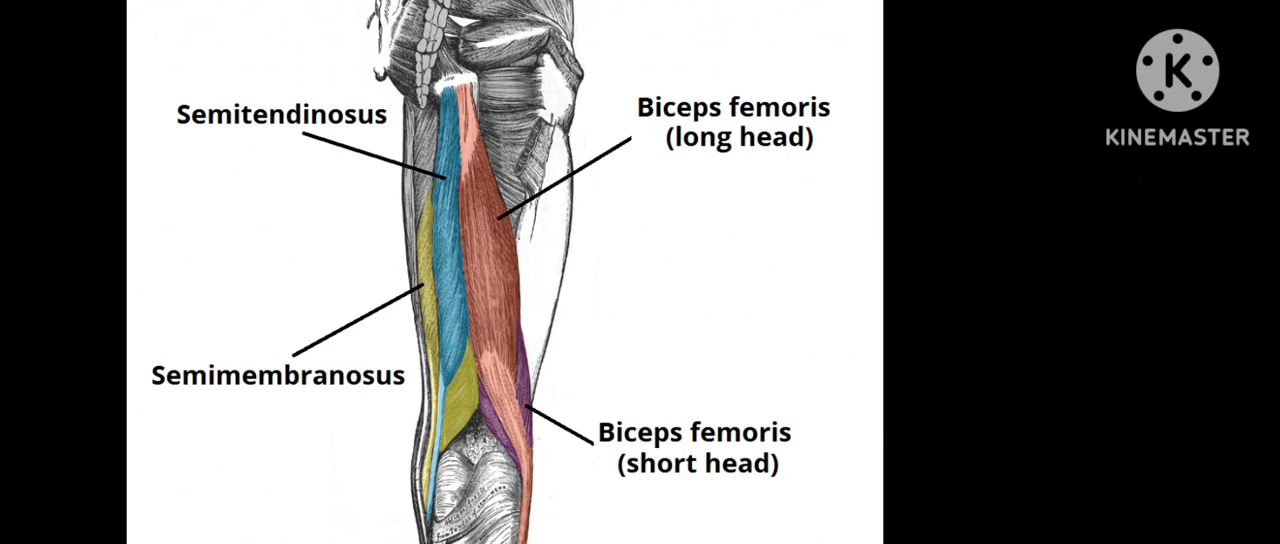 Semitendinosus
Biceps femoris
(long head)
K
KINEMASTER
Semimembranosus
Biceps femoris
(short head)